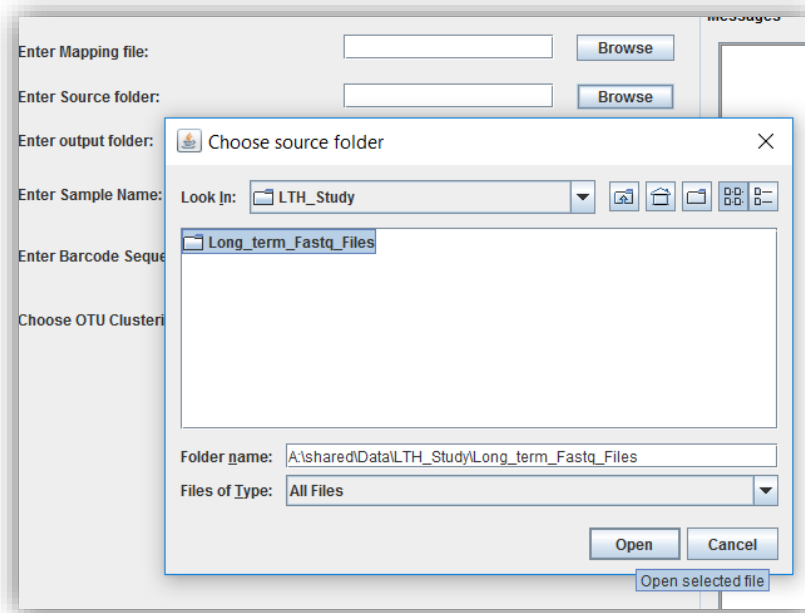 Messages
Enter Mapping file:
Browse
Enter Source folder:
Browse
Enter output folder:
Enter Sample Name:
Enter Barcode Seque
Choose OTU Clusteri
Choose source folder
Look In: LTH_Study
Long_term_Fastq_Files
Folder name: A:\shared\Data\LTH_Study\Long_term_Fastq_Files
Files of Type: All Files
Open Cancel
Open selected file